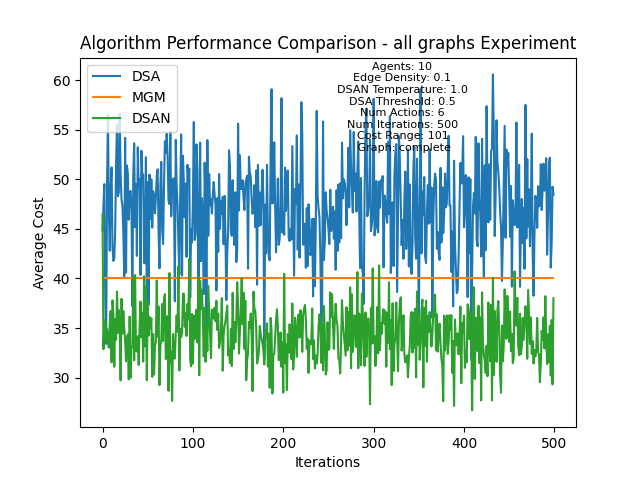 Algorithm Performance Comparison - all graphs Experiment
DSA
MGM
DSAN
Agents: 10
Edge Density: 0.1
DSAN Temperature: 1.0
DSA Threshold: 0.5
Num Actions: 6
Num Iterations: 500
Cost Range: 101
Graph: complete
Average Cost
60
55
50
45
40
35
30
0
100
200
300
400
500
Iterations